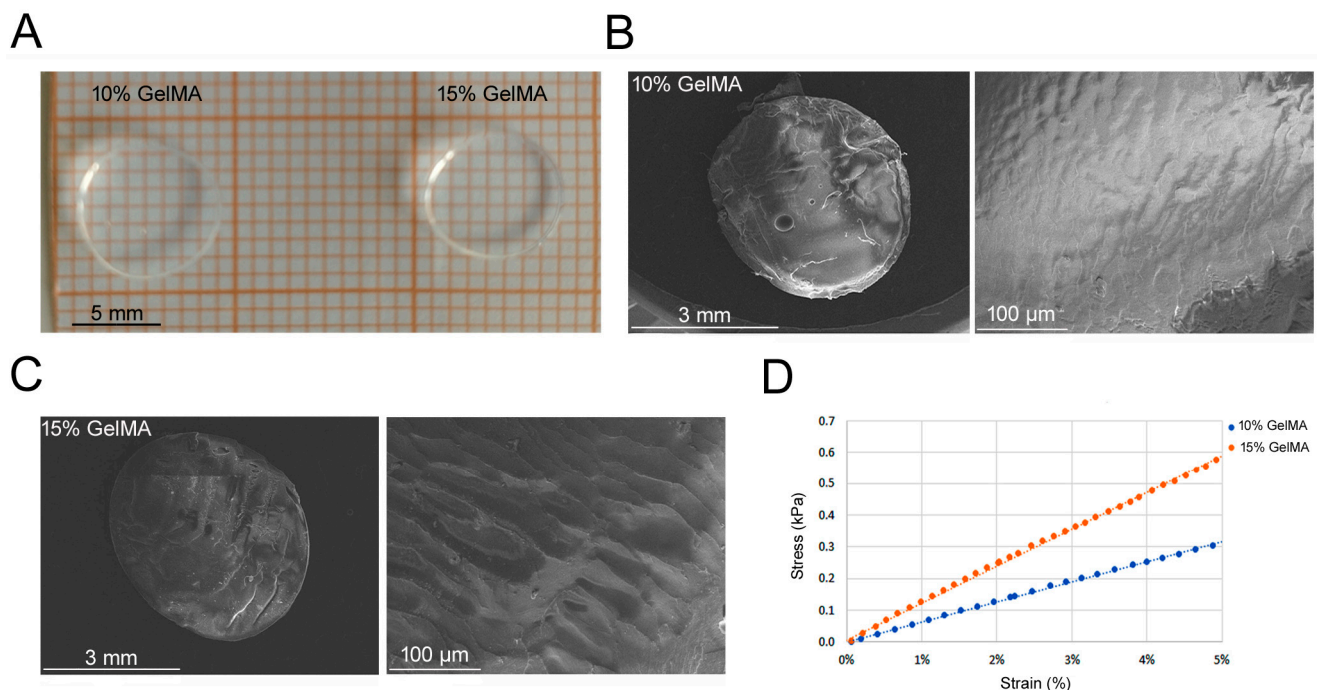 A
10% GelMA
15% GelMA
5 mm
B
10% GelMA
3 mm
100 µm
C
15% GelMA
3 mm
100 µm
D
0.7
0.6
0.5
0.4
0.3
0.2
0.1
0.0
Stress (kPa)
0%
1%
2%
3%
4%
5%
Strain (%)
10% GelMA
15% GelMA